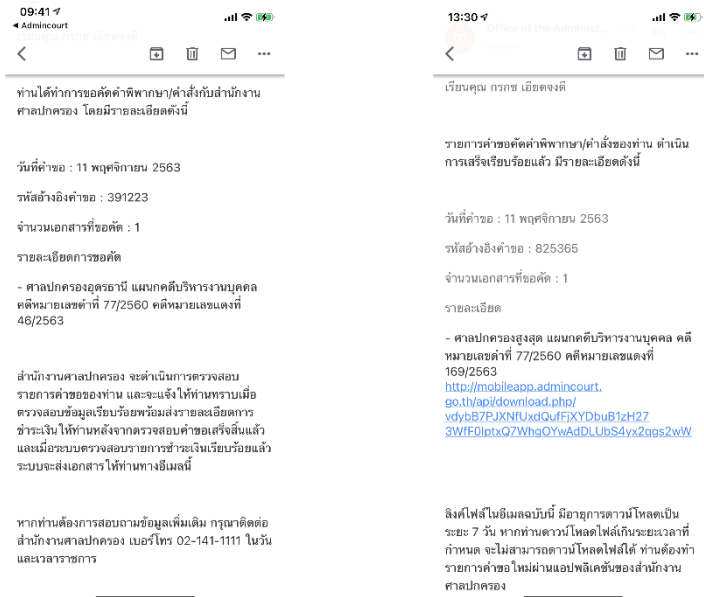 09:41
Admincourt
ท่านได้ทำการขอคัดคำพิพากษา/คำสั่งกับสำนักงาน
ศาลปกครอง โดยมีรายละเอียดดังนี้
วันที่คำขอ : 11 พฤศจิกายน 2563
รหัสอ้างอิงคำขอ : 391223
จำนวนเอกสารที่ขอคัด : 1
รายละเอียดการขอคัด
- ศาลปกครองอุดรธานี แผนกคดีบริหารงานบุคคล
คดีหมายเลขดำที่ 77/2560 คดีหมายเลขแดงที่
46/2563
สำนักงานศาลปกครอง จะดำเนินการตรวจสอบ
รายการคำขอของท่าน และจะแจ้งให้ท่านทราบเมื่อ
ตรวจสอบข้อมูลเรียบร้อยพร้อมส่งรายละเอียดการ
ชำระเงินให้ท่านหลังจากตรวจสอบคำขอเสร็จสิ้นแล้ว
และเมื่อระบบตรวจสอบรายการชำระเงินเรียบร้อยแล้ว
ระบบจะส่งเอกสารให้ท่านทางอีเมลนี้
หากท่านต้องการสอบถามข้อมูลเพิ่มเติม กรุณาติดต่อ
สำนักงานศาลปกครอง เบอร์โทร 02-141-1111 ในวัน
และเวลาราชการ
13:30
Office of the Administ...
เรียนคุณ กรกช เอียดจงดี
รายการคำขอคัดคำพิพากษา/คำสั่งของท่าน ดำเนิน
การเสร็จเรียบร้อยแล้ว มีรายละเอียดดังนี้
วันที่คำขอ : 11 พฤศจิกายน 2563
รหัสอ้างอิงคำขอ : 825365
จำนวนเอกสารที่ขอคัด : 1
รายละเอียด
- ศาลปกครองสูงสุด แผนกคดีบริหารงานบุคคล คดี
หมายเลขดำที่ 77/2560 คดีหมายเลขแดงที่
169/2563
http://mobileapp.admincourt.
go.th/api/download.php/
vdybB7PJXNfUxdQufFjXYDbuB1zH27
3WfF0IptxQ7WhgOYwAdDLUbS4yx2qgs2wW
ลิงค์ไฟล์ในอีเมลฉบับนี้ มีอายุการดาวน์โหลดเป็น
ระยะ 7 วัน หากท่านดาวน์โหลดไฟล์เกินระยะเวลาที่
กำหนด จะไม่สามารถดาวน์โหลดไฟล์ได้ ท่านต้องทำ
รายการคำขอใหม่ผ่านแอปพลิเคชันของสำนักงาน
ศาลปกครอง